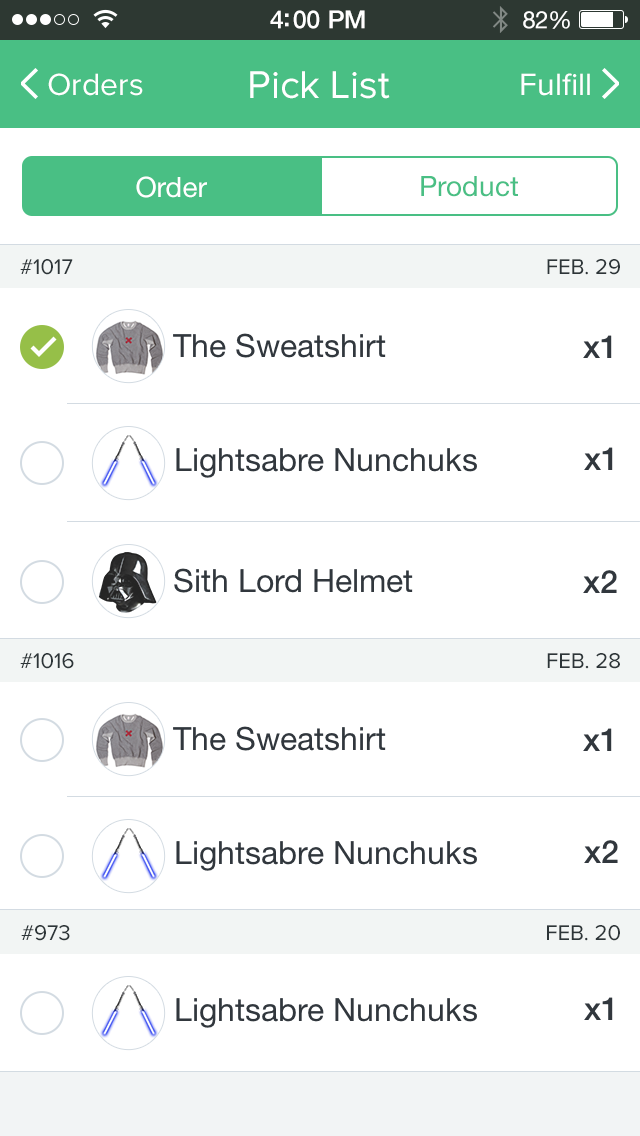 4:00 PM 82%
Orders Pick List Fulfill
Order Product
#1017 FEB. 29
The Sweatshirt x1
Lightsabre Nunchuks x1
Sith Lord Helmet x2
#1016 FEB. 28
The Sweatshirt x1
Lightsabre Nunchuks x2
#973 FEB. 20
Lightsabre Nunchuks x1